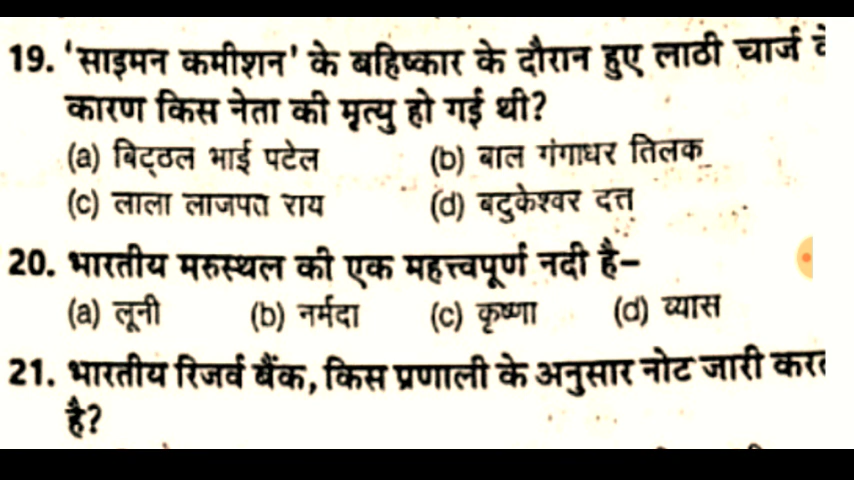 19. 'साइमन कमीशन' के बहिष्कार के दौरान हुए लाठी चार्ज के
कारण किस नेता की मृत्यु हो गई थी?
(a) बिट्ठल भाई पटेल (b) बाल गंगाधर तिलक
(c) लाला लाजपत राय (d) बटुकेश्वर दत्त
20. भारतीय मरुस्थल की एक महत्त्वपूर्ण नदी है–
(a) लूनी (b) नर्मदा (c) कृष्णा (d) व्यास
21. भारतीय रिजर्व बैंक, किस प्रणाली के अनुसार नोट जारी करत
है?